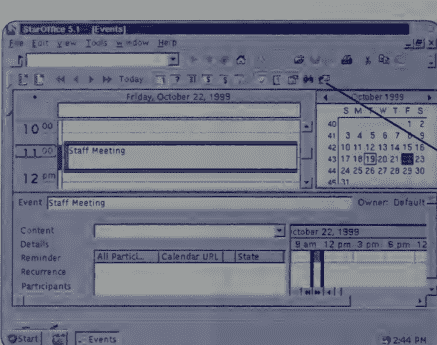 StarOffice 5.1 - [Events]
File Edit View Tools Window Help
Today
Friday, October 22, 1999
October 1999
S M T W T F S
40 1 2
41 3 4 5 6 7 8 9
42 10 11 12 13 14 15 16
43 17 18 19 20 21 22 23
44 24 25 26 27 28 29 30
45 31
10 00
11 00 Staff Meeting
12 pm
Event Staff Meeting Owner: Default
Content
Details
Reminder
Recurrence
Participants
All Partici... Calendar URL State
ctober 22, 1999
9 am 12 pm 3 pm 6 pm 12
Start Events 2:44 PM